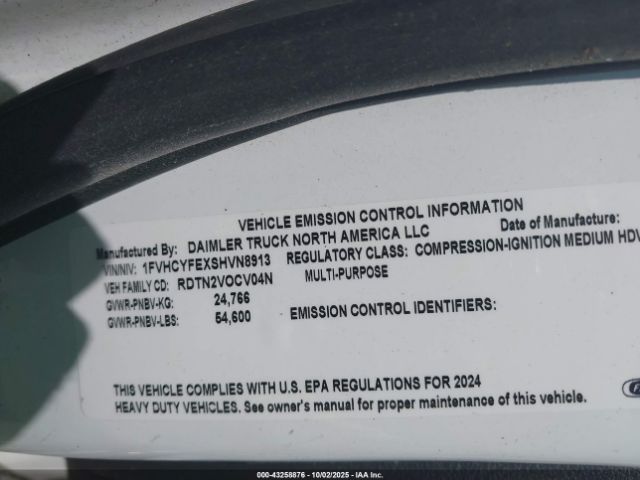 VEHICLE EMISSION CONTROL INFORMATION
Manufactured By: DAIMLER TRUCK NORTH AMERICA LLC Date of Manufacture:
VIN/NIV: 1FVHCYFEXSHVN8913 REGULATORY CLASS: COMPRESSION-IGNITION MEDIUM HDV
VEH FAMILY CD: RDTN2VOCV04N MULTI-PURPOSE
GVWR-PNBV-KG: 24,766
GVWR-PNBV-LBS: 54,600 EMISSION CONTROL IDENTIFIERS:
THIS VEHICLE COMPLIES WITH U.S. EPA REGULATIONS FOR 2024
HEAVY DUTY VEHICLES. See owner's manual for proper maintenance of this vehicle.
000-43258876 - 10/02/2025 - IAA Inc.